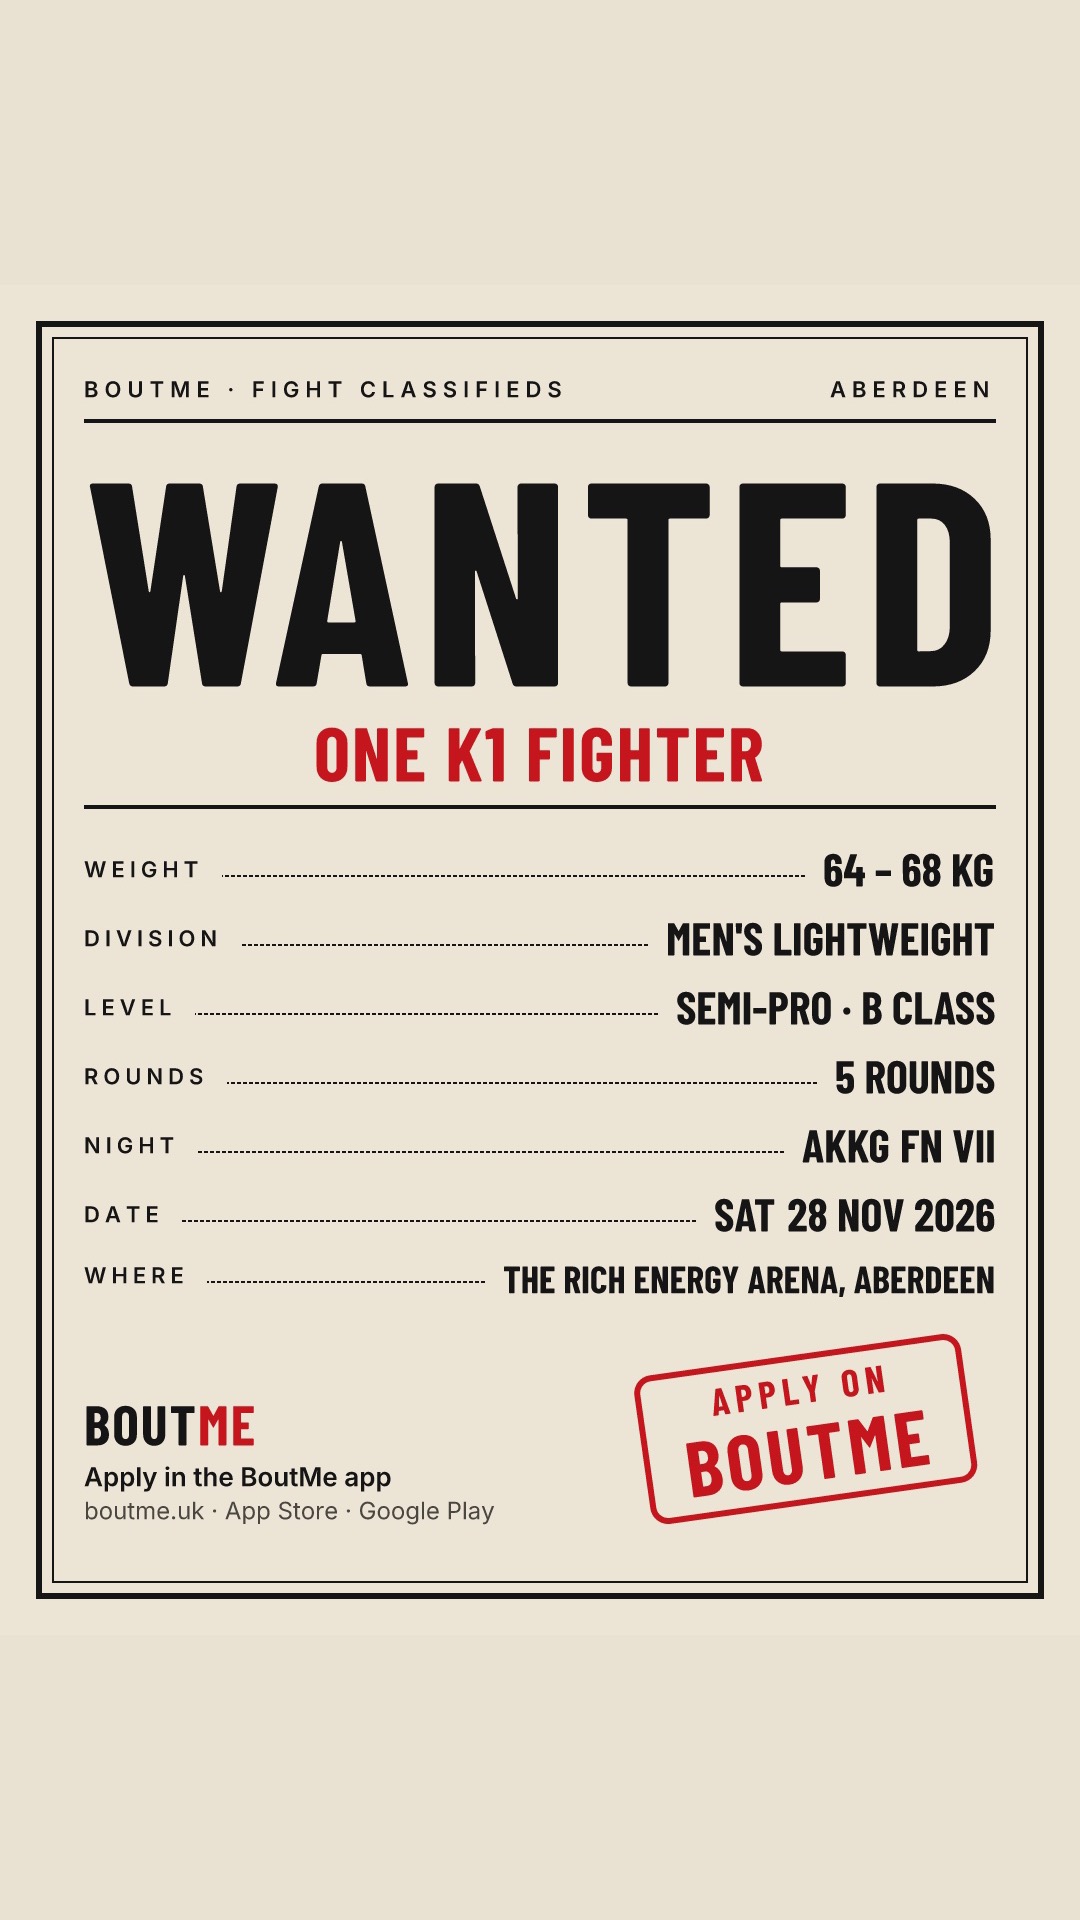 BOUTME · FIGHT CLASSIFIEDS ABERDEEN
WANTED
ONE K1 FIGHTER
WEIGHT 64 – 68 KG
DIVISION MEN'S LIGHTWEIGHT
LEVEL SEMI-PRO · B CLASS
ROUNDS 5 ROUNDS
NIGHT AKKG FN VII
DATE SAT 28 NOV 2026
WHERE THE RICH ENERGY ARENA, ABERDEEN
BOUTME
Apply in the BoutMe app
boutme.uk · App Store · Google Play
APPLY ON
BOUTME